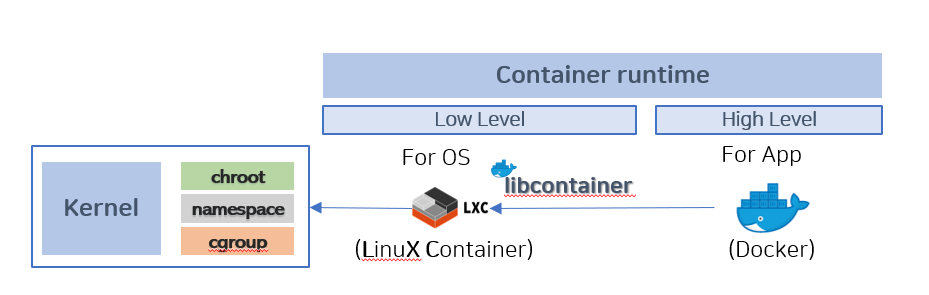 Container runtime
Low Level
High Level
For OS
For App
libcontainer
Kernel
chroot
namespace
cgroup
LXC
(LinuX Container)
(Docker)